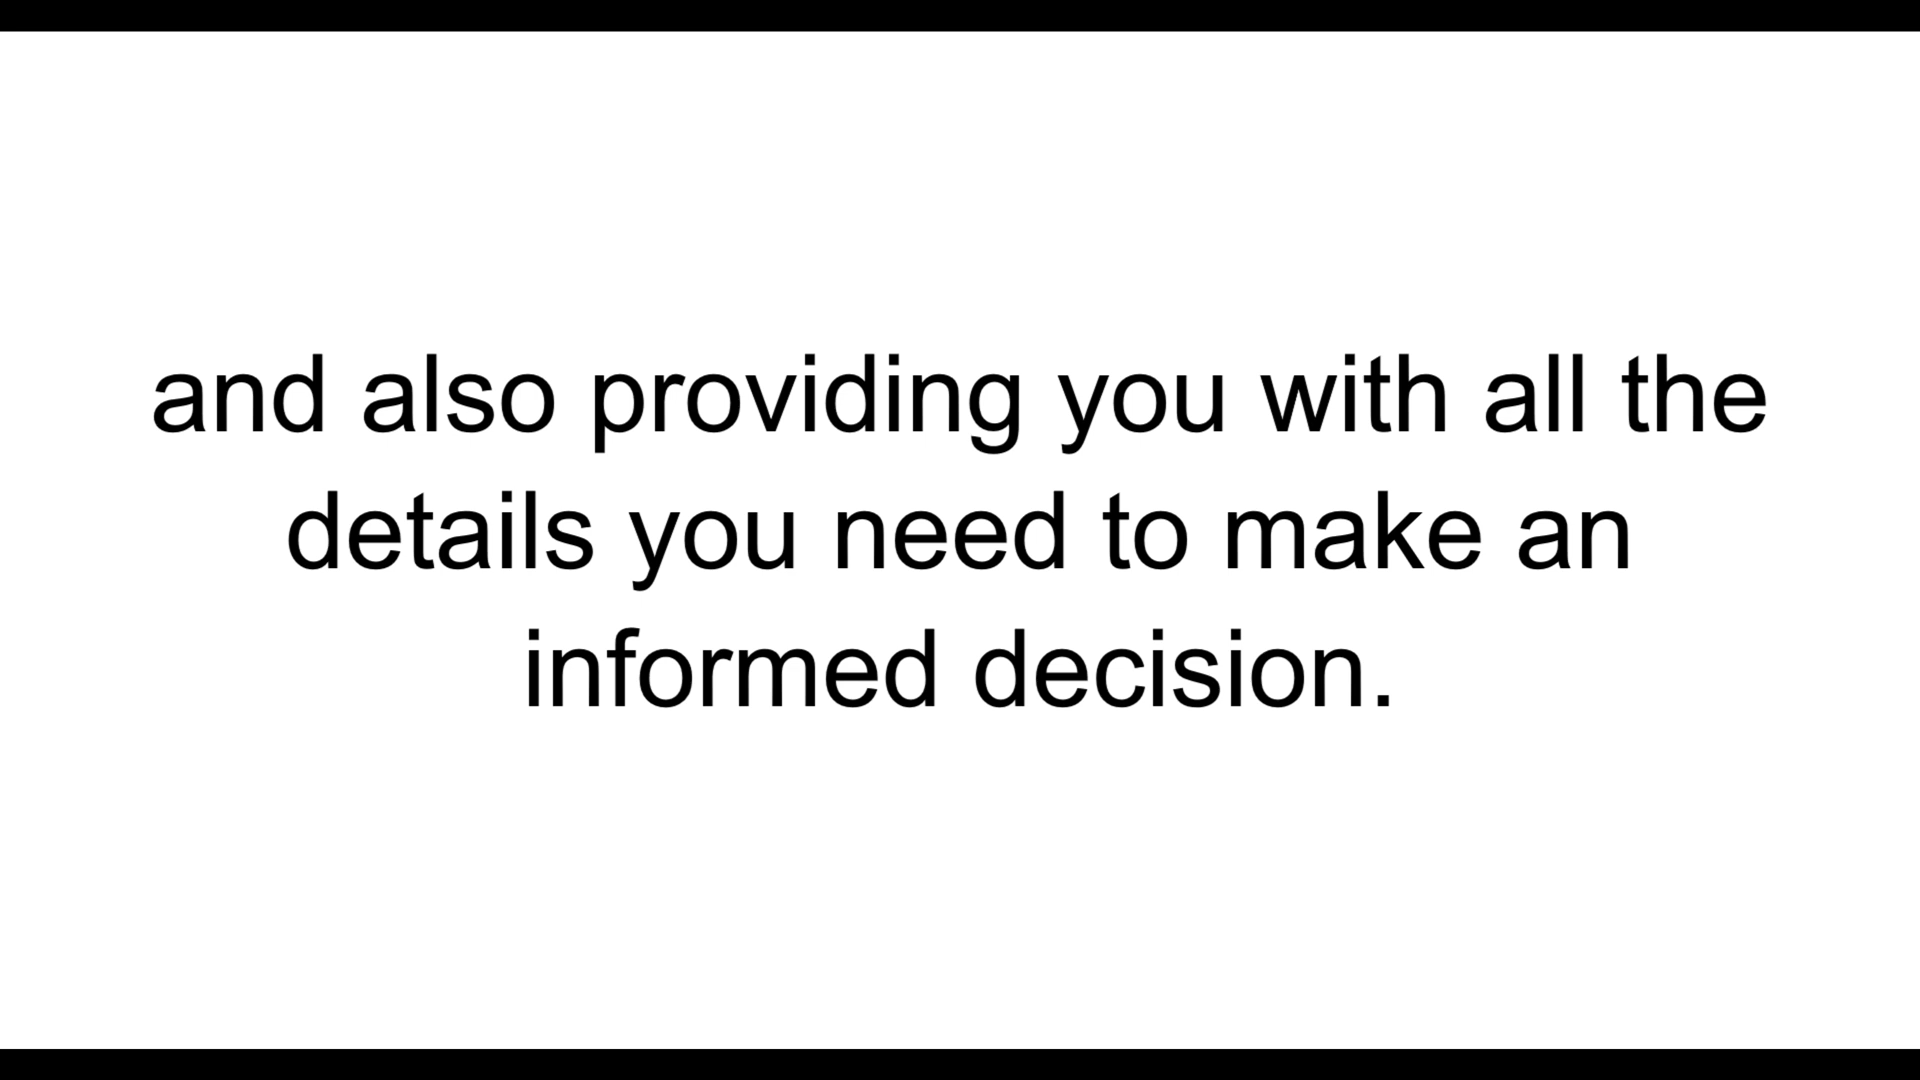 and also providing you with all the
details you need to make an
informed decision.